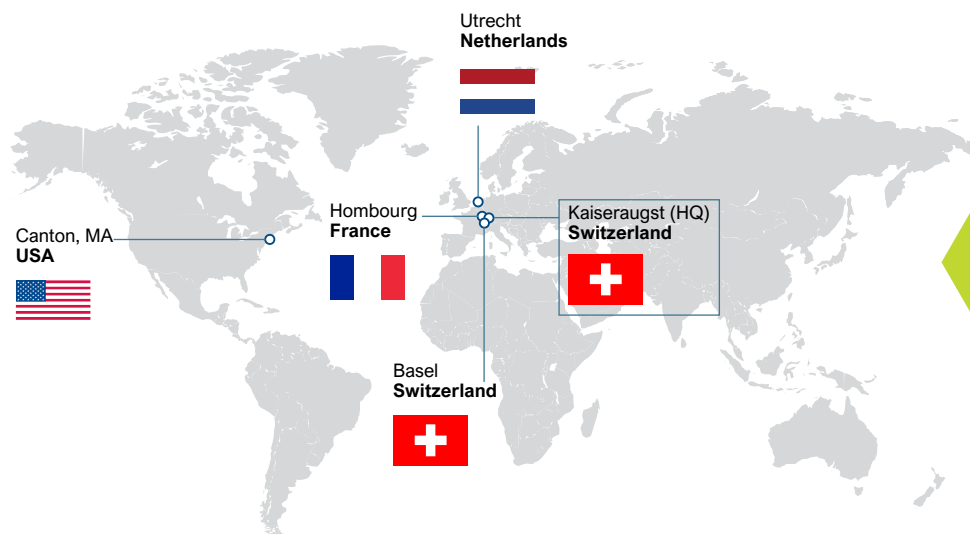 Utrecht
Netherlands
Hombourg
France
Kaiseraugst (HQ)
Switzerland
Canton, MA
USA
Basel
Switzerland